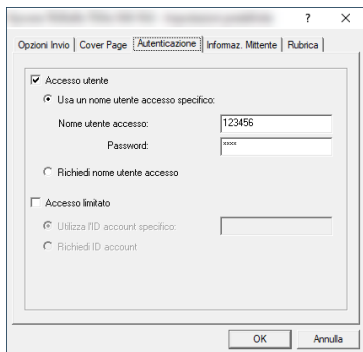 ? ×
Opzioni Invio Cover Page Autenticazione Informaz. Mittente Rubrica
Accesso utente
Usa un nome utente accesso specifico:
Nome utente accesso: 123456
Password: ××××
Richiedi nome utente accesso
Accesso limitato
Utilizza l'ID account specifico:
Richiedi ID account
OK Annulla